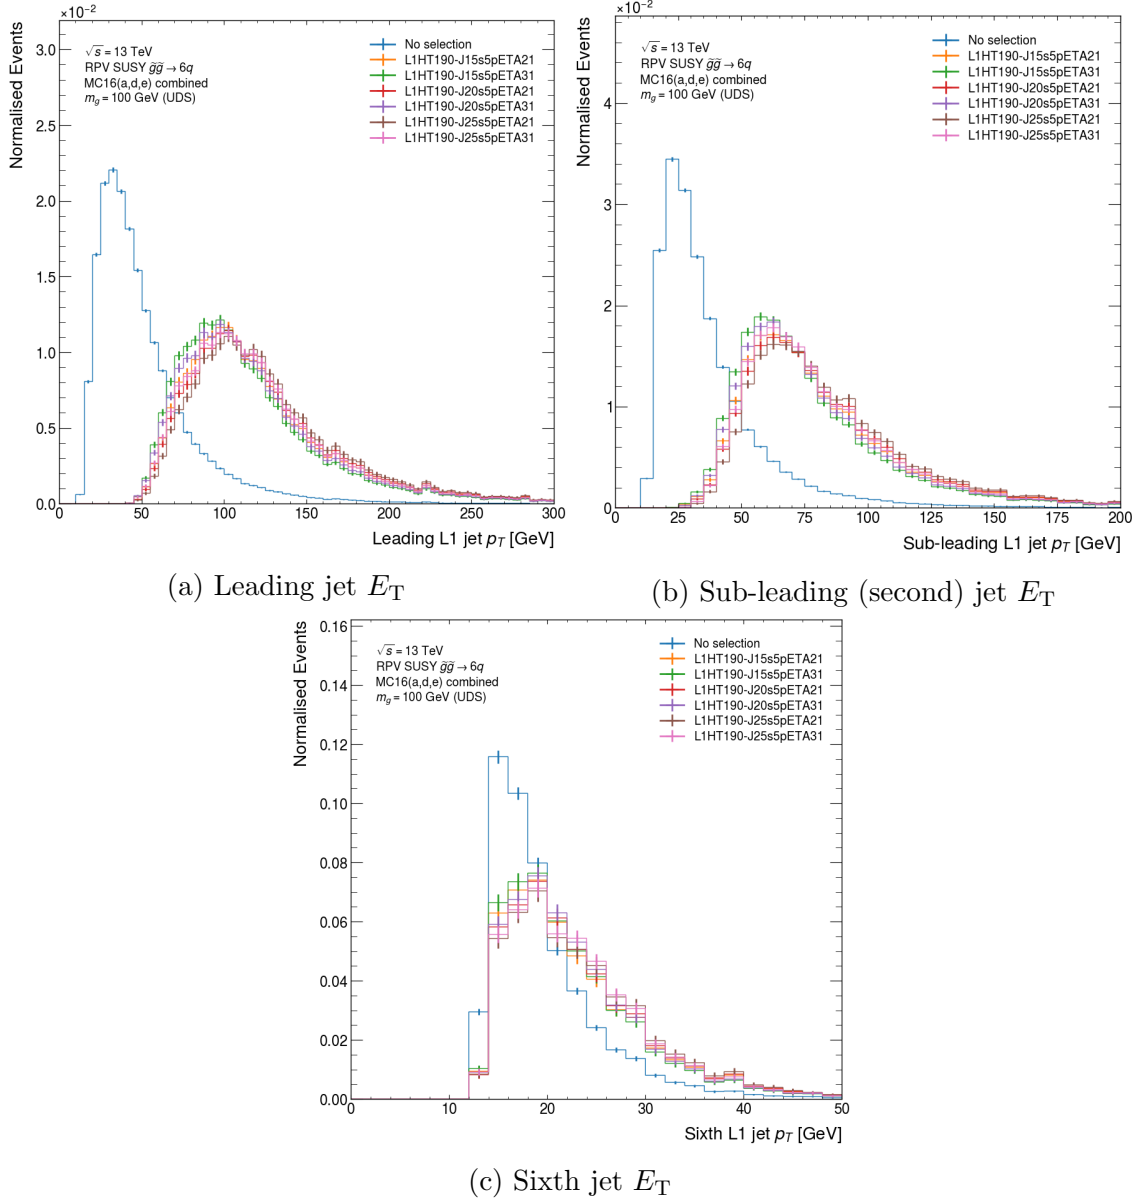 ×10⁻²
Normalised Events
3.0
2.5
2.0
1.5
1.0
0.5
0.0
√s = 13 TeV
RPV SUSY g̃g̃ → 6q
MC16(a,d,e) combined
m_g = 100 GeV (UDS)
No selection
L1HT190-J15s5pETA21
L1HT190-J15s5pETA31
L1HT190-J20s5pETA21
L1HT190-J20s5pETA31
L1HT190-J25s5pETA21
L1HT190-J25s5pETA31
0 50 100 150 200 250 300
Leading L1 jet p_T [GeV]
(a) Leading jet E_T
×10⁻²
Normalised Events
4
3
2
1
0
√s = 13 TeV
RPV SUSY g̃g̃ → 6q
MC16(a,d,e) combined
m_g = 100 GeV (UDS)
No selection
L1HT190-J15s5pETA21
L1HT190-J15s5pETA31
L1HT190-J20s5pETA21
L1HT190-J20s5pETA31
L1HT190-J25s5pETA21
L1HT190-J25s5pETA31
0 25 50 75 100 125 150 175 200
Sub-leading L1 jet p_T [GeV]
(b) Sub-leading (second) jet E_T
Normalised Events
0.16
0.14
0.12
0.10
0.08
0.06
0.04
0.02
0.00
√s = 13 TeV
RPV SUSY g̃g̃ → 6q
MC16(a,d,e) combined
m_g = 100 GeV (UDS)
No selection
L1HT190-J15s5pETA21
L1HT190-J15s5pETA31
L1HT190-J20s5pETA21
L1HT190-J20s5pETA31
L1HT190-J25s5pETA21
L1HT190-J25s5pETA31
0 10 20 30 40 50
Sixth L1 jet p_T [GeV]
(c) Sixth jet E_T